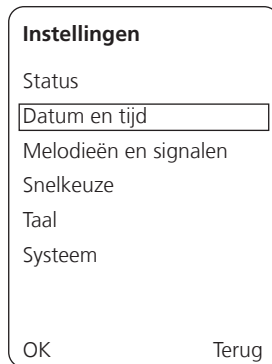 Instellingen
Status
Datum en tijd
Melodieën en signalen
Snelkeuze
Taal
Systeem
OK Terug